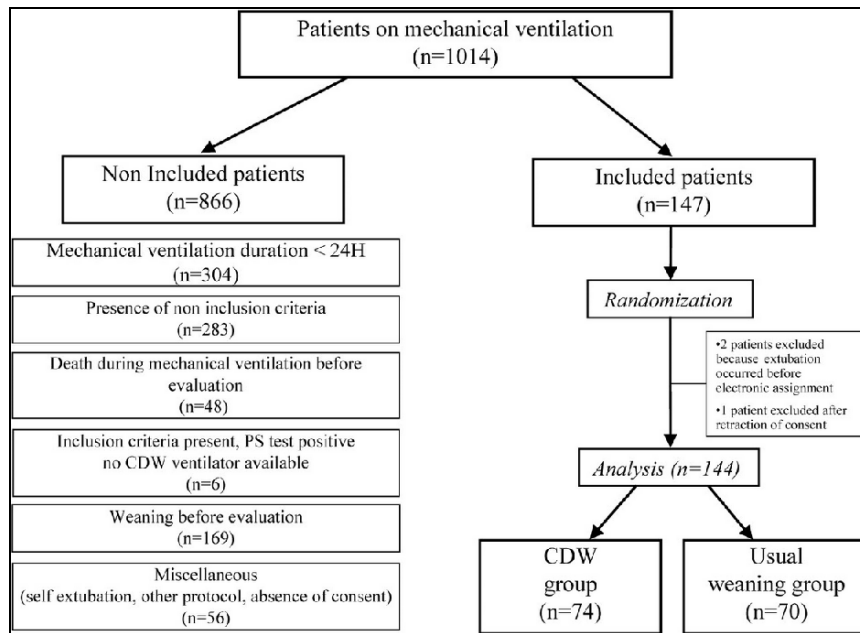 Patients on mechanical ventilation
(n=1014)
Non Included patients
(n=866)
Included patients
(n=147)
Mechanical ventilation duration < 24H
(n=304)
Presence of non inclusion criteria
(n=283)
Death during mechanical ventilation before
evaluation
(n=48)
Inclusion criteria present, PS test positive
no CDW ventilator available
(n=6)
Weaning before evaluation
(n=169)
Miscellaneous
(self extubation, other protocol, absence of consent)
(n=56)
Randomization
•2 patients excluded
because extubation
occurred before
electronic assignment
•1 patient excluded after
retraction of consent
Analysis (n=144)
CDW
group
(n=74)
Usual
weaning group
(n=70)